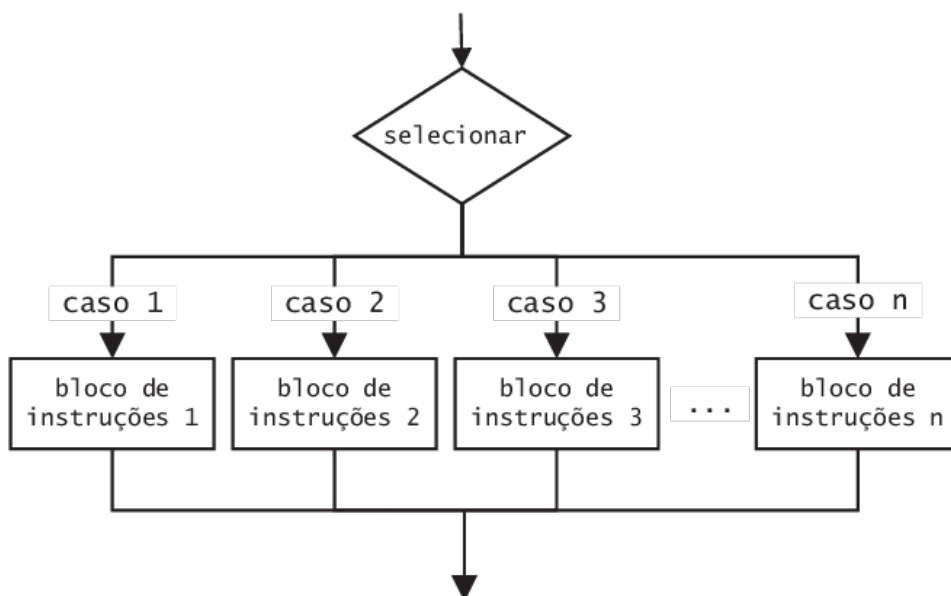 selecionar
caso 1
caso 2
caso 3
caso n
bloco de
instruções 1
bloco de
instruções 2
bloco de
instruções 3
...
bloco de
instruções n